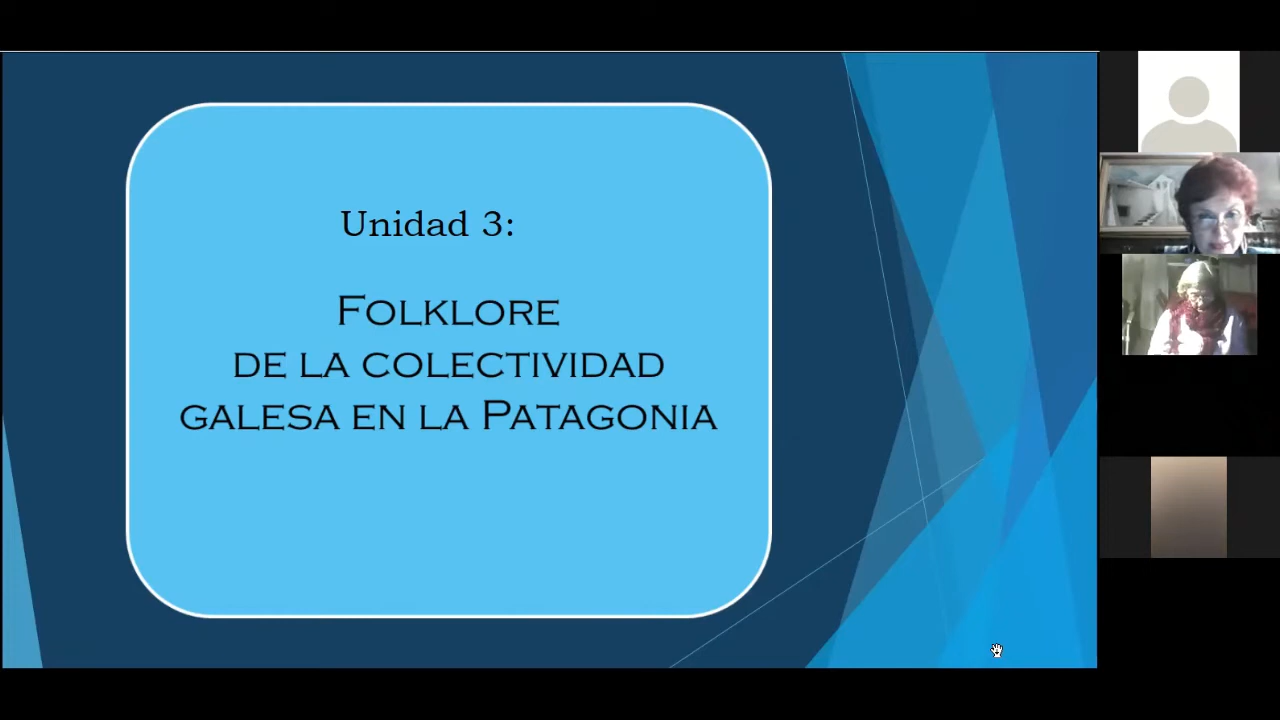 Unidad 3:
Folklore
de la colectividad
galesa en la Patagonia